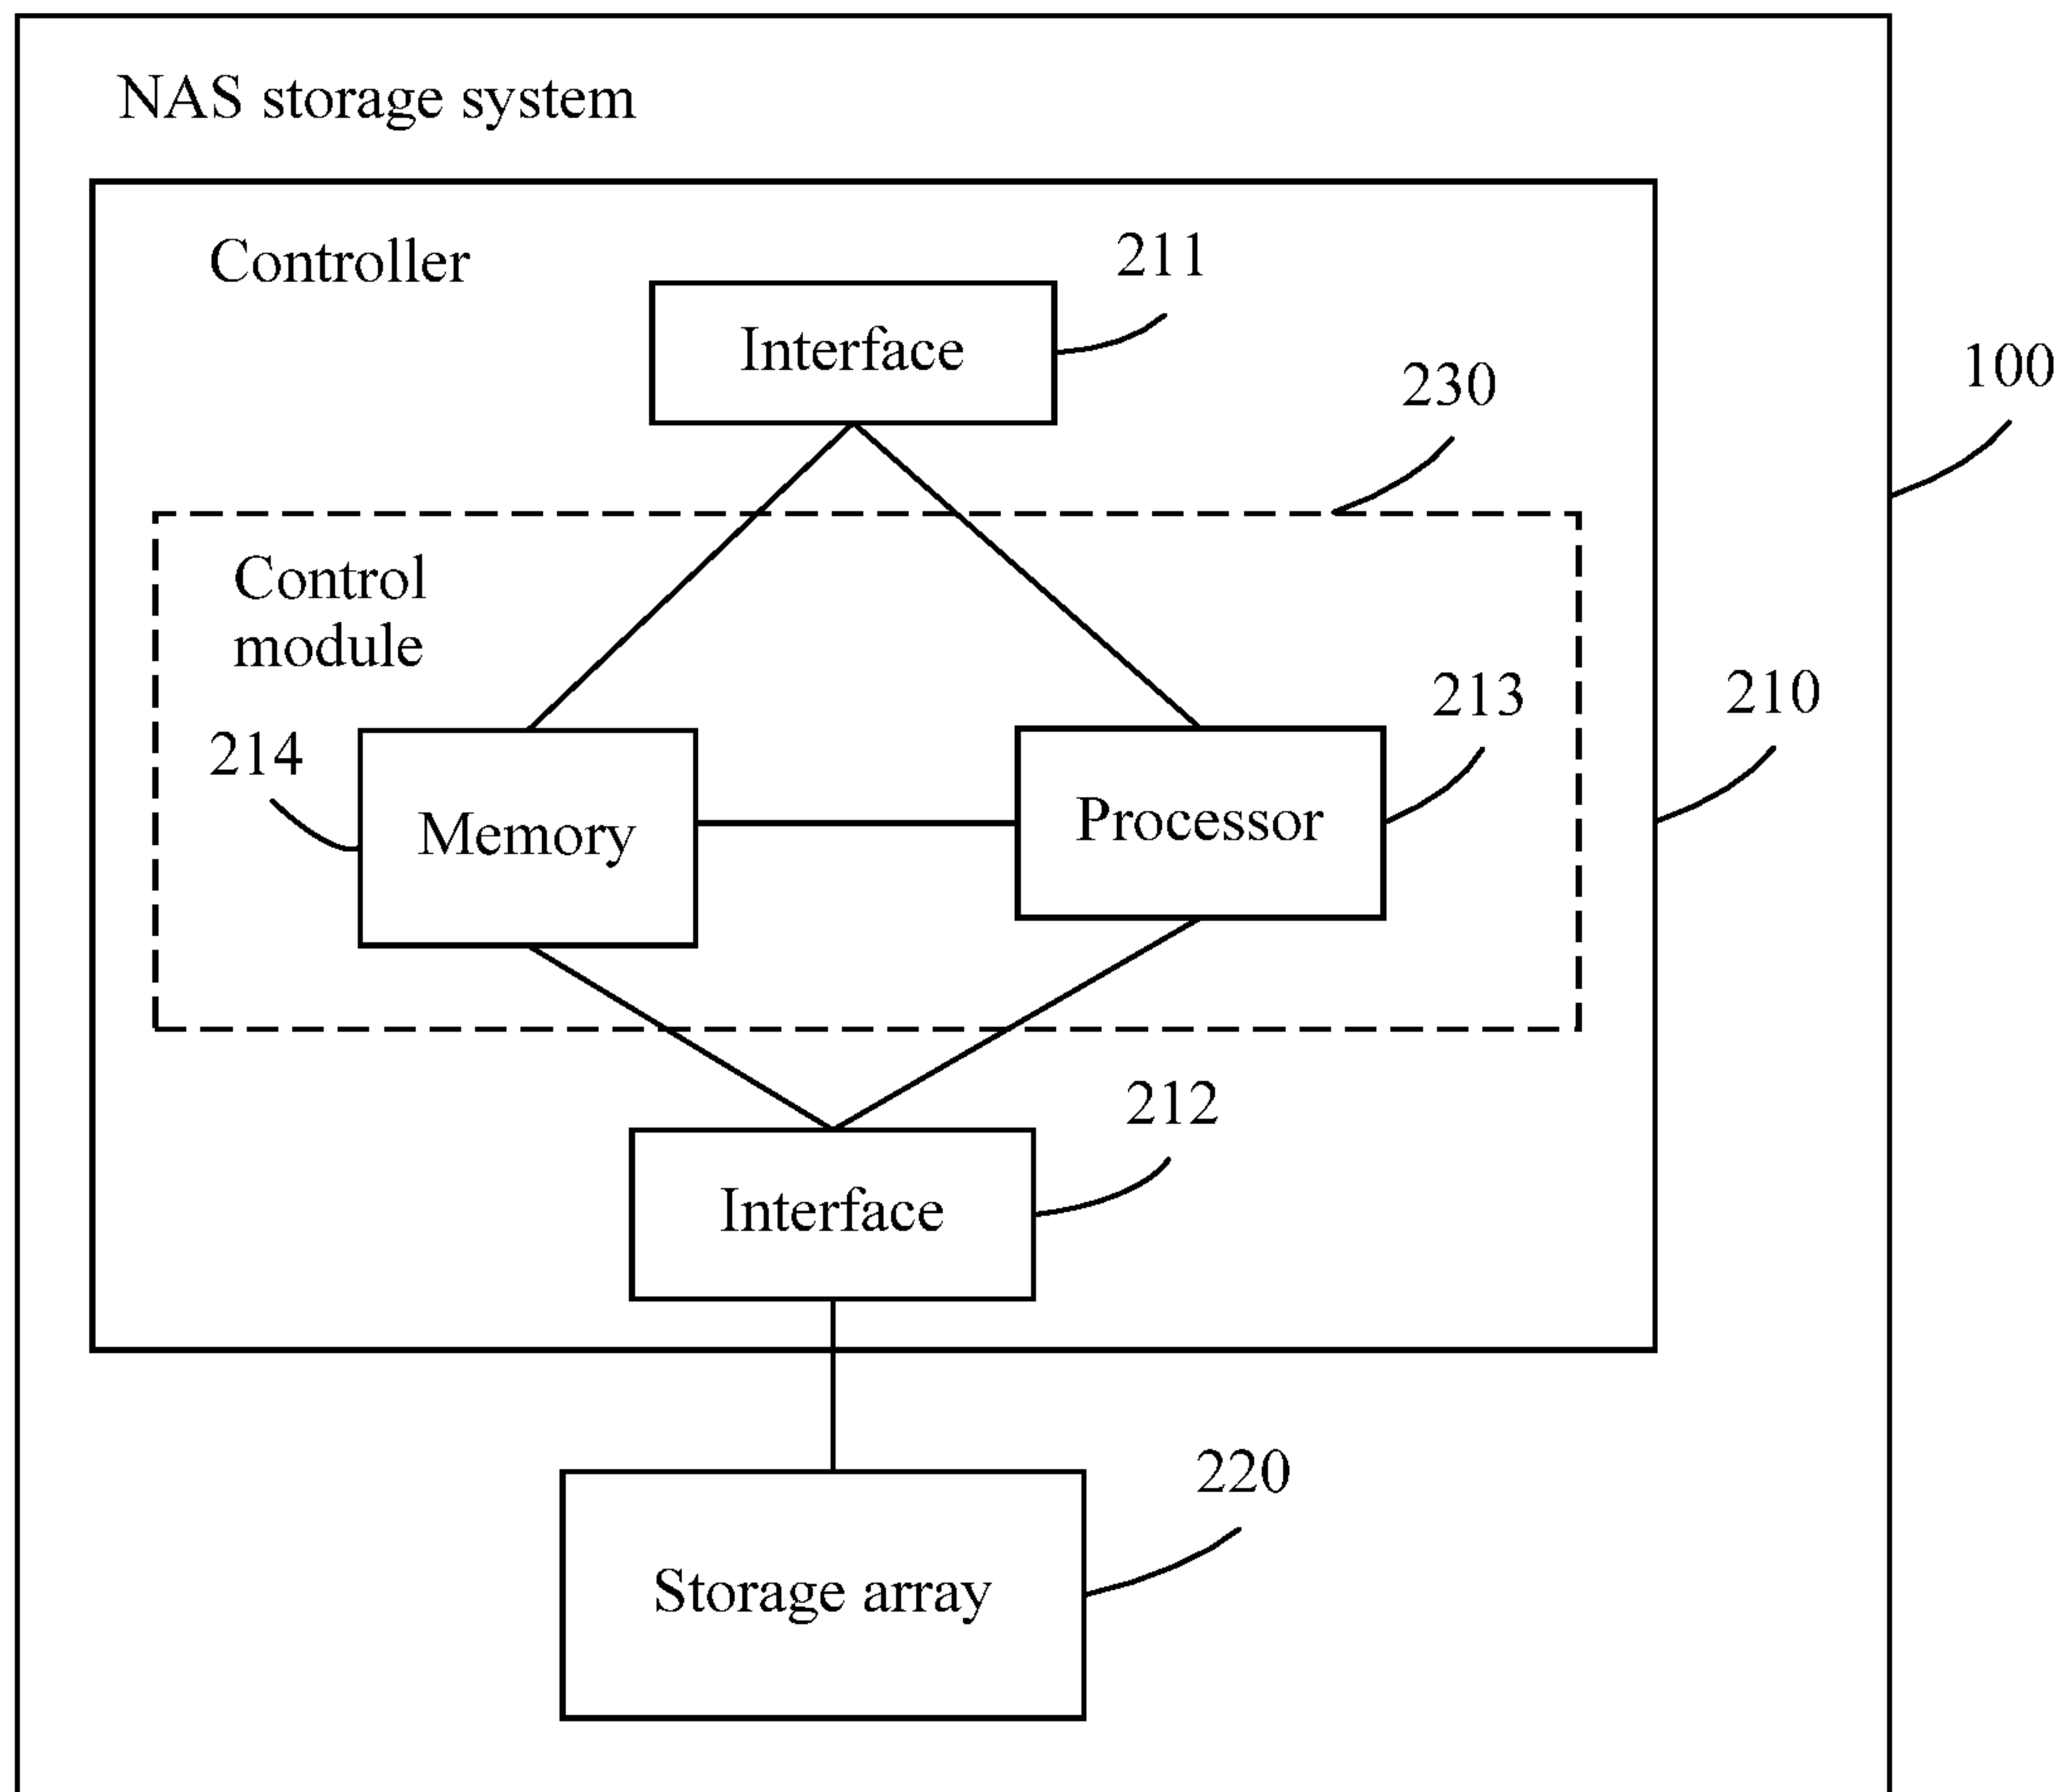 NAS storage system
Controller
211
Interface
230
100
Control
module
213
210
214
Memory
Processor
212
Interface
220
Storage array